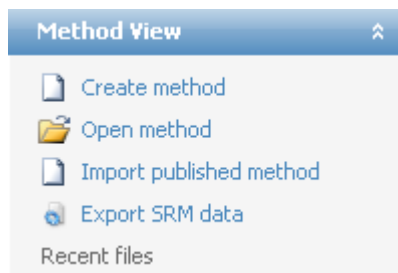 Method View
Create method
Open method
Import published method
Export SRM data
Recent files